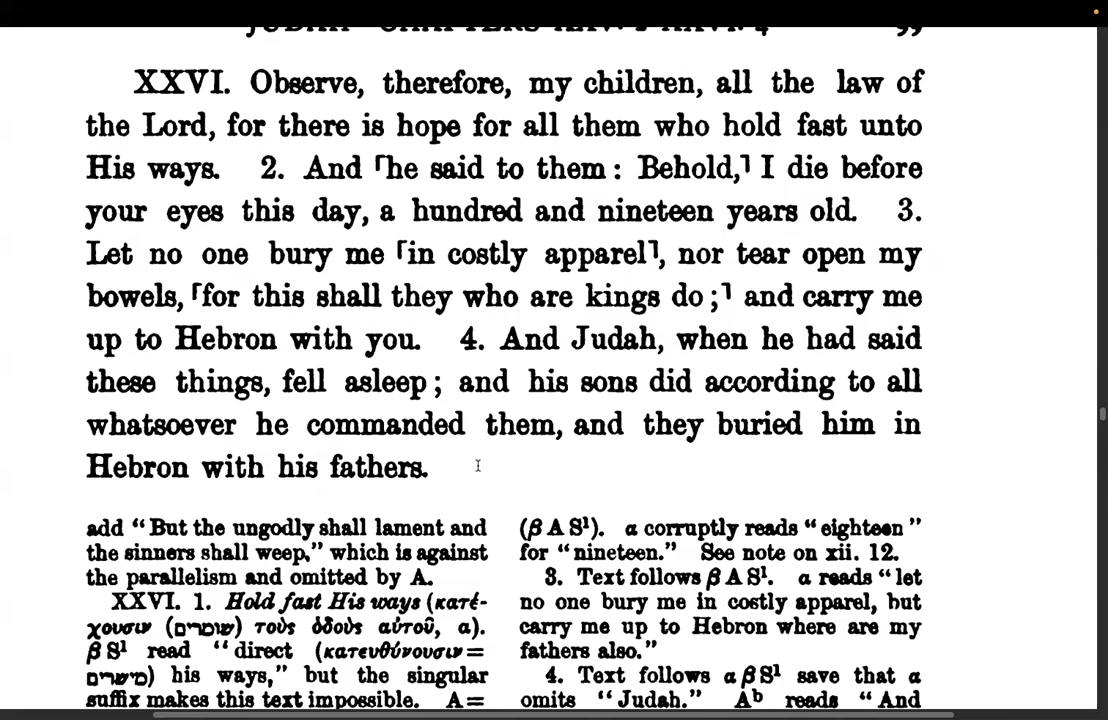 XXVI. Observe, therefore, my children, all the law of
the Lord, for there is hope for all them who hold fast unto
His ways. 2. And ⌜he said to them : Behold,⌝ I die before
your eyes this day, a hundred and nineteen years old. 3.
Let no one bury me ⌜in costly apparel⌝, nor tear open my
bowels, ⌜for this shall they who are kings do ;⌝ and carry me
up to Hebron with you. 4. And Judah, when he had said
these things, fell asleep ; and his sons did according to all
whatsoever he commanded them, and they buried him in
Hebron with his fathers.
add “But the ungodly shall lament and
the sinners shall weep,” which is against
the parallelism and omitted by A.
XXVI. 1. Hold fast His ways (κατέ-
χουσιν (שומרים) τοὺς ὁδοὺς αὐτοῦ, α).
β S¹ read “direct (κατευθύνουσιν=
מישרים) his ways,” but the singular
suffix makes this text impossible. A=
(β A S¹). α corruptly reads “eighteen”
for “nineteen.” See note on xii. 12.
3. Text follows β A S¹. α reads “let
no one bury me in costly apparel, but
carry me up to Hebron where are my
fathers also.”
4. Text follows α β S¹ save that α
omits “Judah.” Aᵇ reads “And